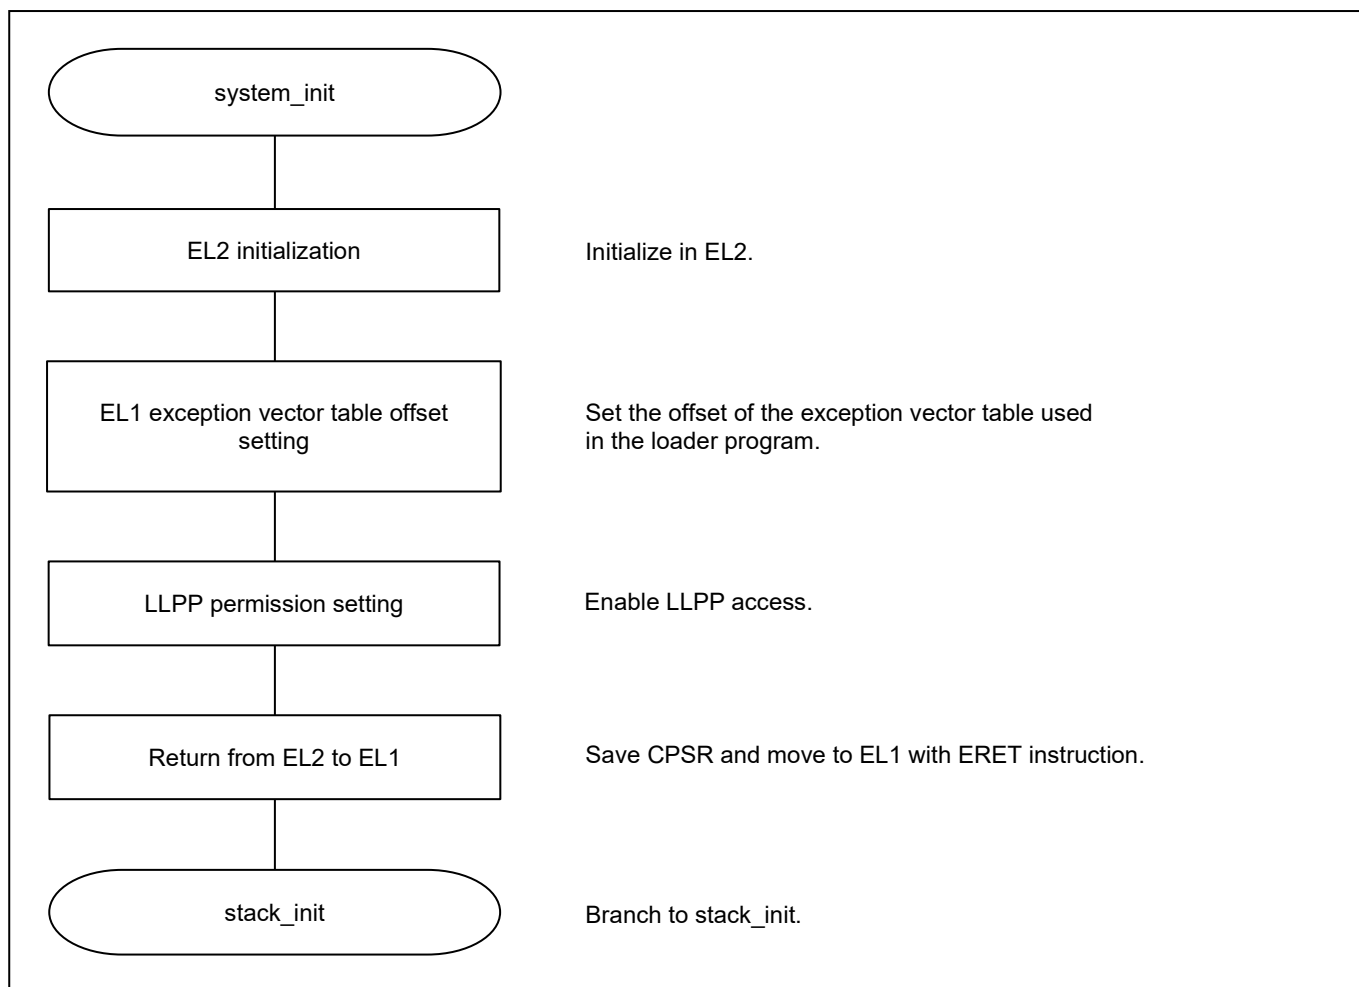 system_init
EL2 initialization
Initialize in EL2.
EL1 exception vector table offset
setting
Set the offset of the exception vector table used
in the loader program.
LLPP permission setting
Enable LLPP access.
Return from EL2 to EL1
Save CPSR and move to EL1 with ERET instruction.
stack_init
Branch to stack_init.